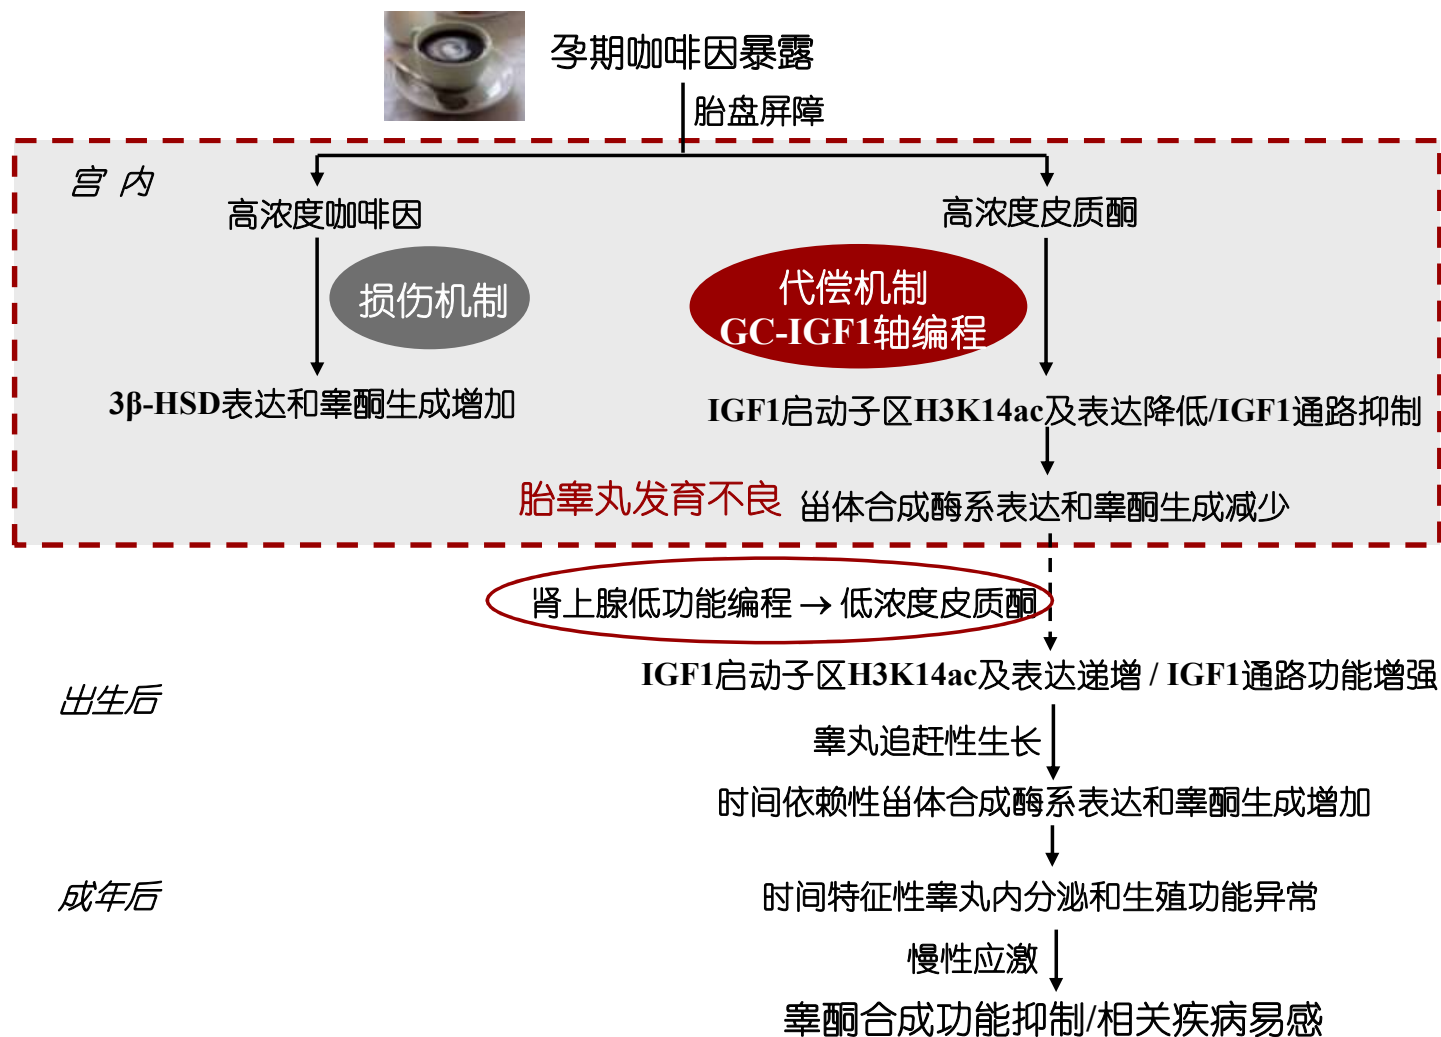 孕期咖啡因暴露
胎盘屏障
宫 内
高浓度咖啡因
高浓度皮质酮
损伤机制
代偿机制
GC-IGF1轴编程
3β-HSD表达和睾酮生成增加
IGF1启动子区H3K14ac及表达降低/IGF1通路抑制
胎睾丸发育不良
甾体合成酶系表达和睾酮生成减少
肾上腺低功能编程 → 低浓度皮质酮
IGF1启动子区H3K14ac及表达递增 / IGF1通路功能增强
出生后
睾丸追赶性生长
时间依赖性甾体合成酶系表达和睾酮生成增加
成年后
时间特征性睾丸内分泌和生殖功能异常
慢性应激
睾酮合成功能抑制/相关疾病易感